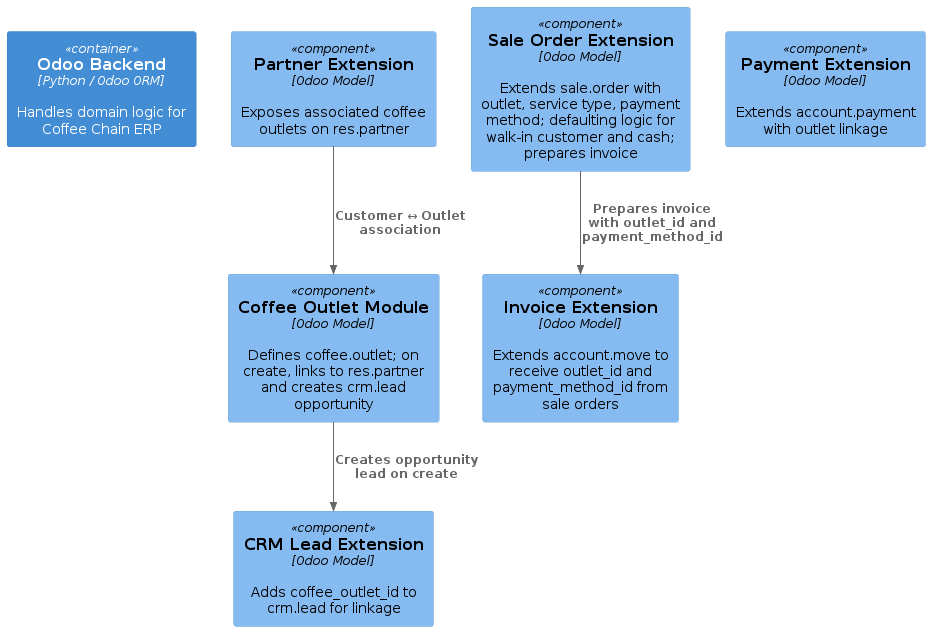 «container»
Odoo Backend
[Python / Odoo ORM]
Handles domain logic for
Coffee Chain ERP
«component»
Partner Extension
[Odoo Model]
Exposes associated coffee
outlets on res.partner
«component»
Sale Order Extension
[Odoo Model]
Extends sale.order with
outlet, service type, payment
method; defaulting logic for
walk-in customer and cash;
prepares invoice
«component»
Payment Extension
[Odoo Model]
Extends account.payment
with outlet linkage
Customer ↔ Outlet
association
Prepares invoice
with outlet_id and
payment_method_id
«component»
Coffee Outlet Module
[Odoo Model]
Defines coffee.outlet; on
create, links to res.partner
and creates crm.lead
opportunity
«component»
Invoice Extension
[Odoo Model]
Extends account.move to
receive outlet_id and
payment_method_id from
sale orders
Creates opportunity
lead on create
«component»
CRM Lead Extension
[Odoo Model]
Adds coffee_outlet_id to
crm.lead for linkage